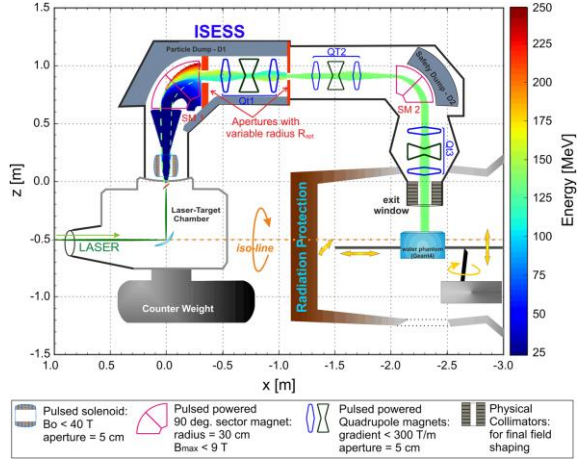 ISESS
Particle Dump - D1
QT2
Safety Dump - D2
SM 1
Qt1
SM 2
Apertures with
variable radius Rapt.
Qt3
Laser-Target
Chamber
exit
window
LASER
iso-line
Radiation Protection
water phantom
(Geant4)
Counter Weight
1.5
1.0
0.5
0.0
-0.5
-1.0
-1.5
z [m]
1.0
0.5
0.0
-0.5
-1.0
-1.5
-2.0
-2.5
-3.0
x [m]
250
225
200
175
150
125
100
75
50
25
Energy [MeV]
Pulsed solenoid:
Bo < 40 T
aperture = 5 cm
Pulsed powered
90 deg. sector magnet:
radius = 30 cm
Bmax < 9 T
Pulsed powered
Quadrupole magnets:
gradient < 300 T/m
aperture = 5 cm
Physical
Collimators:
for final field
shaping